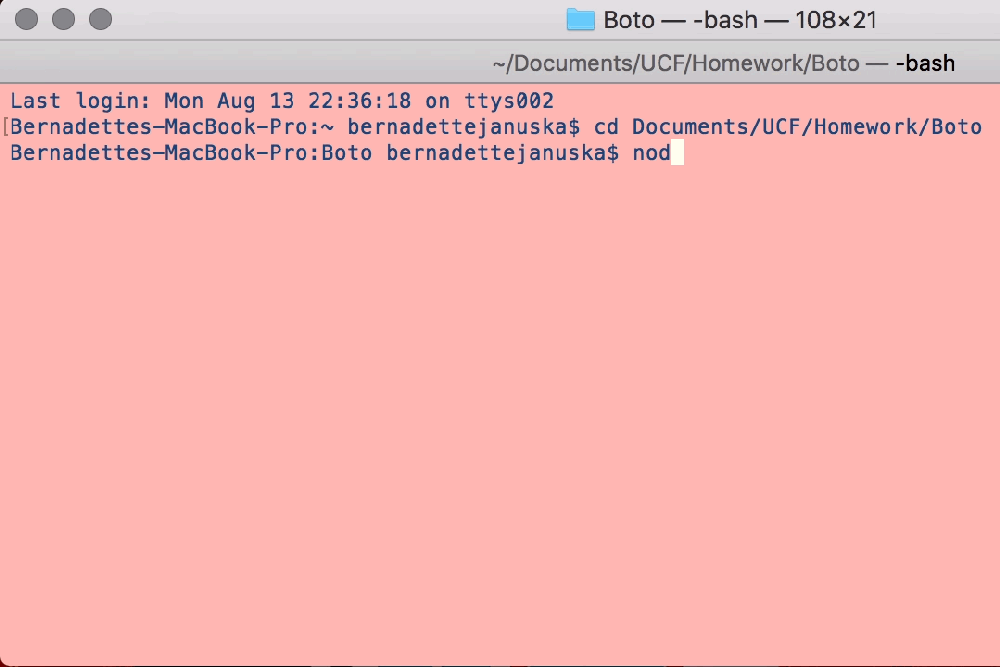 Boto — -bash — 108×21
~/Documents/UCF/Homework/Boto — -bash
Last login: Mon Aug 13 22:36:18 on ttys002
[Bernadettes-MacBook-Pro:~ bernadettejanuska$ cd Documents/UCF/Homework/Boto
Bernadettes-MacBook-Pro:Boto bernadettejanuska$ nod